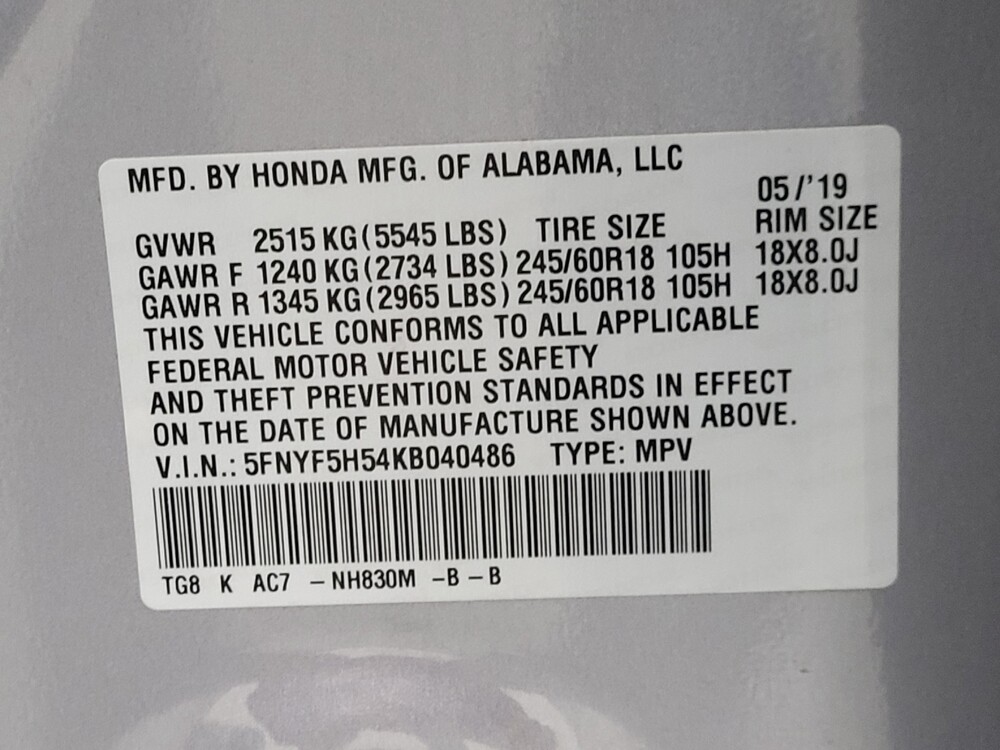 MFD. BY HONDA MFG. OF ALABAMA, LLC
05/'19
GVWR 2515 KG(5545 LBS) TIRE SIZE RIM SIZE
GAWR F 1240 KG(2734 LBS) 245/60R18 105H 18X8.0J
GAWR R 1345 KG(2965 LBS) 245/60R18 105H 18X8.0J
THIS VEHICLE CONFORMS TO ALL APPLICABLE
FEDERAL MOTOR VEHICLE SAFETY
AND THEFT PREVENTION STANDARDS IN EFFECT
ON THE DATE OF MANUFACTURE SHOWN ABOVE.
V.I.N.: 5FNYF5H54KB040486 TYPE: MPV
TG8 K AC7 –NH830M –B–B